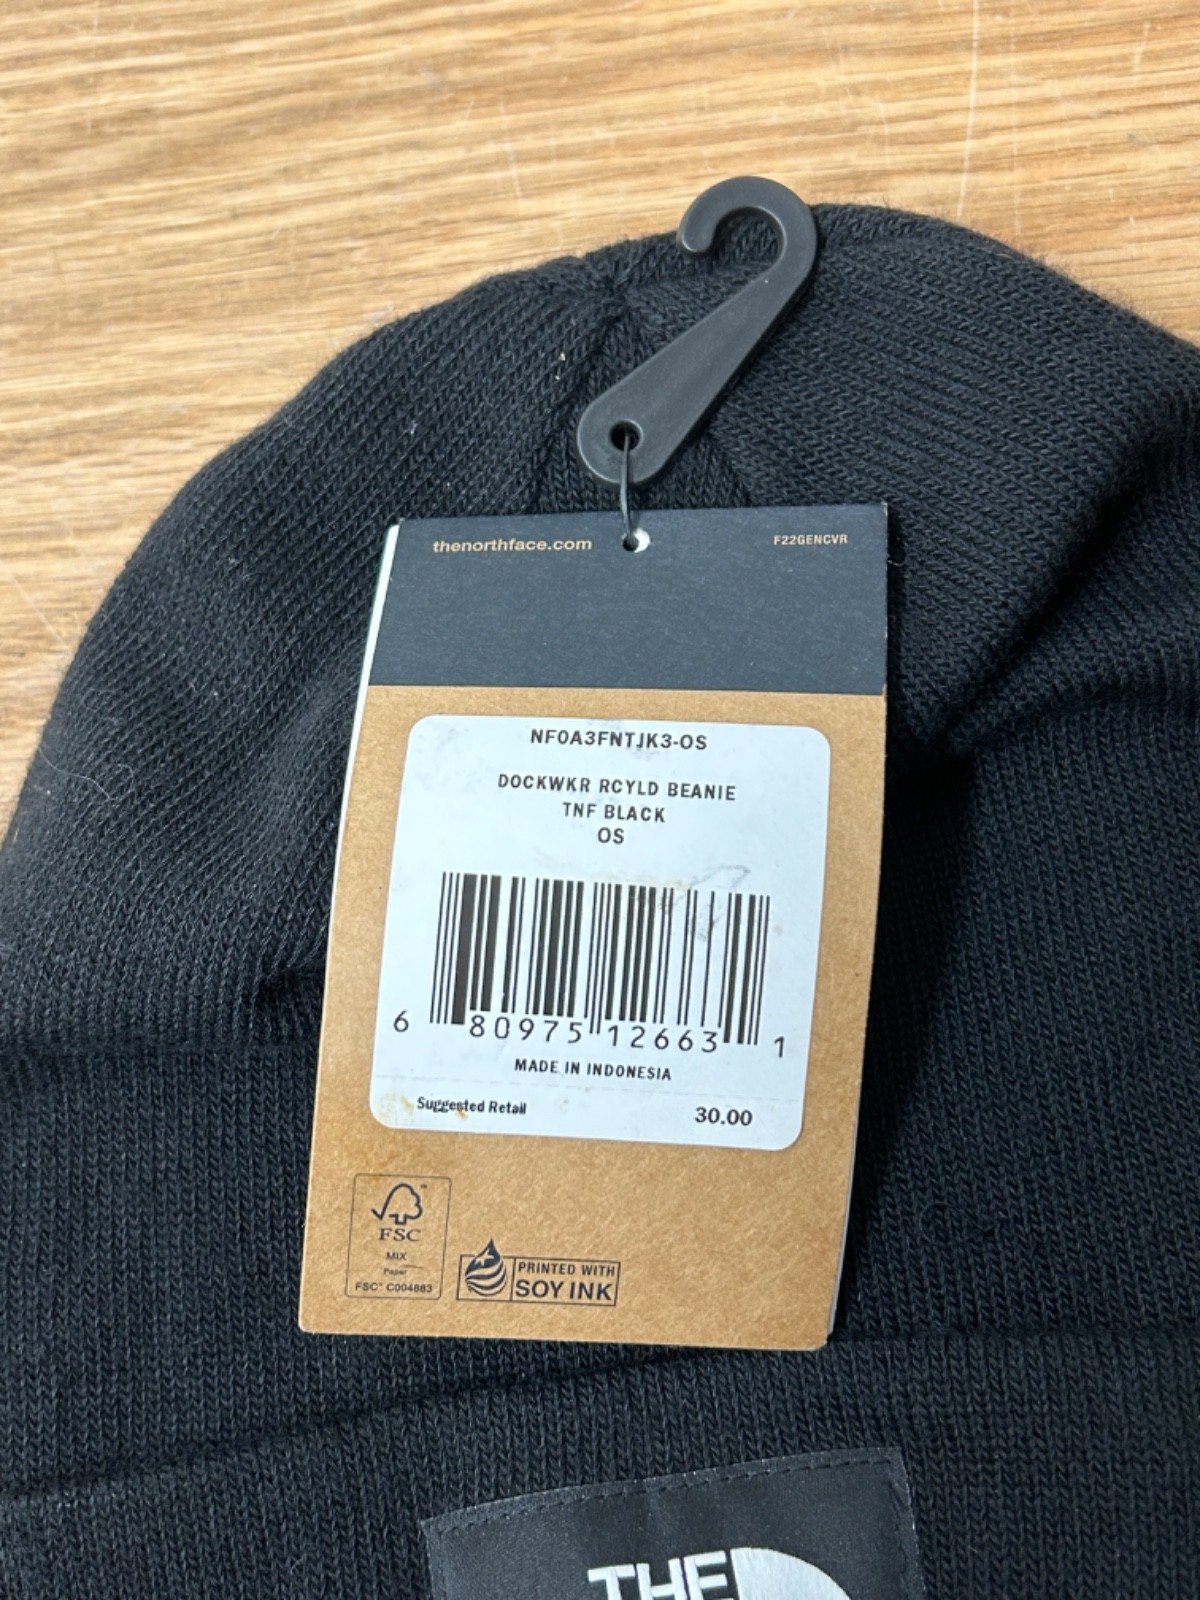 thenorthface.com
F22GENCVR
NF0A3FNTJK3-OS
DOCKWKR RCYLD BEANIE
TNF BLACK
OS
6 80975 12663 1
MADE IN INDONESIA
Suggested Retail 30.00
FSC
MIX
Paper
FSC™ C004883
PRINTED WITH
SOY INK
THE